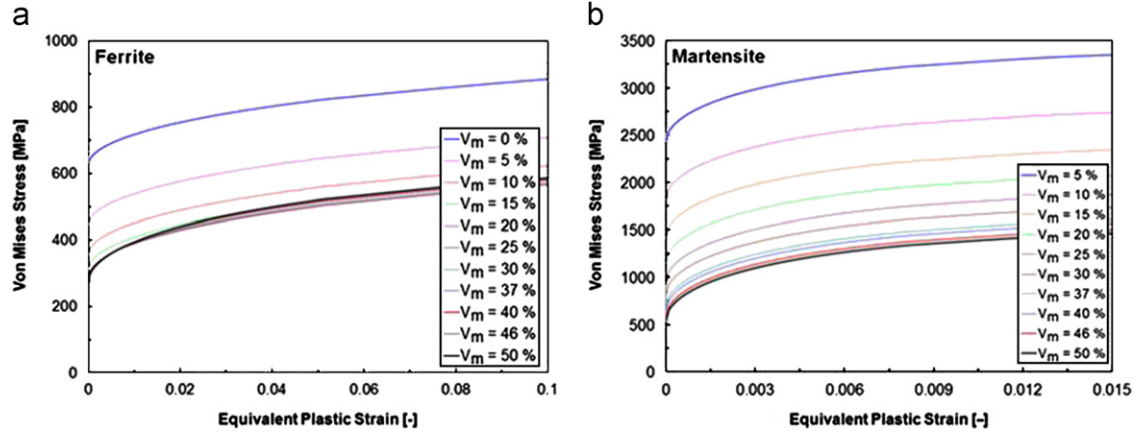 a
Ferrite
Von Mises Stress [MPa]
1000
800
600
400
200
0
0
0.02
0.04
0.06
0.08
0.1
Equivalent Plastic Strain [-]
Vm = 0 %
Vm = 5 %
Vm = 10 %
Vm = 15 %
Vm = 20 %
Vm = 25 %
Vm = 30 %
Vm = 37 %
Vm = 40 %
Vm = 46 %
Vm = 50 %
b
Martensite
Von Mises Stress [MPa]
3500
3000
2500
2000
1500
1000
500
0
0
0.003
0.006
0.009
0.012
0.015
Equivalent Plastic Strain [-]
Vm = 5 %
Vm = 10 %
Vm = 15 %
Vm = 20 %
Vm = 25 %
Vm = 30 %
Vm = 37 %
Vm = 40 %
Vm = 46 %
Vm = 50 %